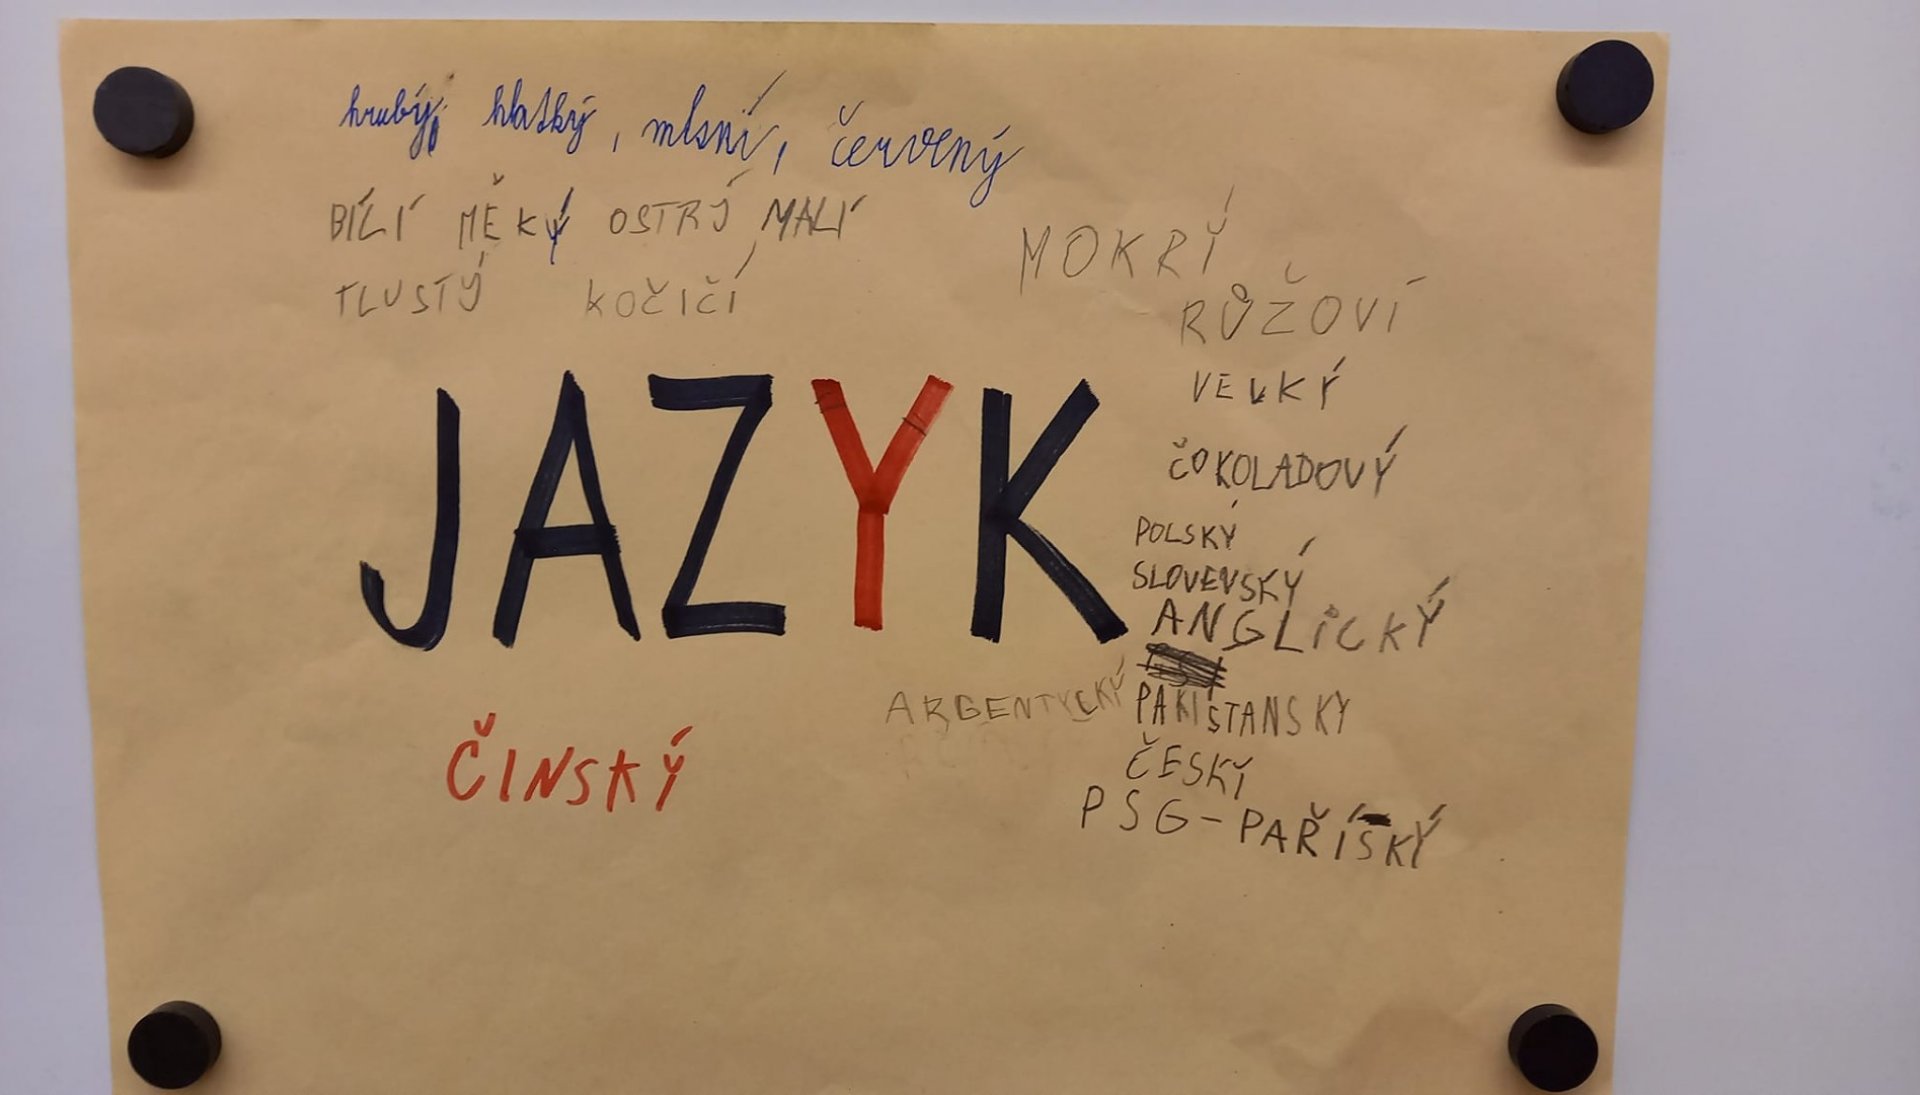 hrubý, hlatký, mlsní, červený
BÍLÍ MĚKÝ OSTRÝ, MALÍ
TLUSTÝ KOČIČÍ
MOKRÝ
RŮŽOVÍ
VELKÝ
ČOKOLADOVÝ
JAZYK
POLSKÝ
SLOVENSKÝ
ANGLICKÝ
ARGENTYCKÝ
PAKISTANSKY
ČESKÝ
PSG-PAŘÍSKÝ
ČINSKÝ